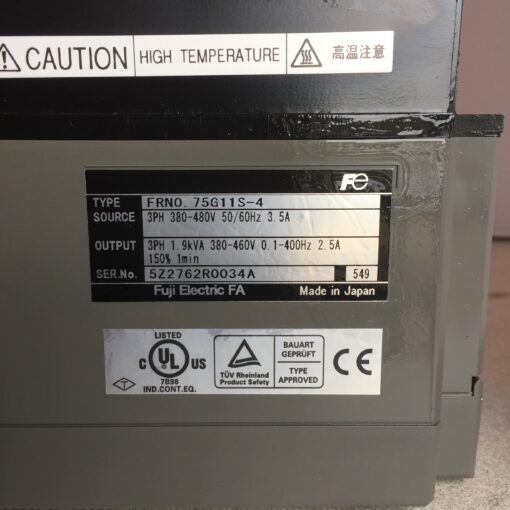 CAUTION HIGH TEMPERATURE 高温注意
Fe
TYPE FRN0.75G11S-4
SOURCE 3PH 380-480V 50/60Hz 3.5A
OUTPUT 3PH 1.9kVA 380-460V 0.1-400Hz 2.5A
150% 1min
SER.No. 5Z2762R0034A 549
Fuji Electric FA Made in Japan
LISTED
C UL US
7B98
IND.CONT.EQ.
T
TÜV Rheinland
Product Safety
BAUART
GEPRÜFT
TYPE
APPROVED
CE